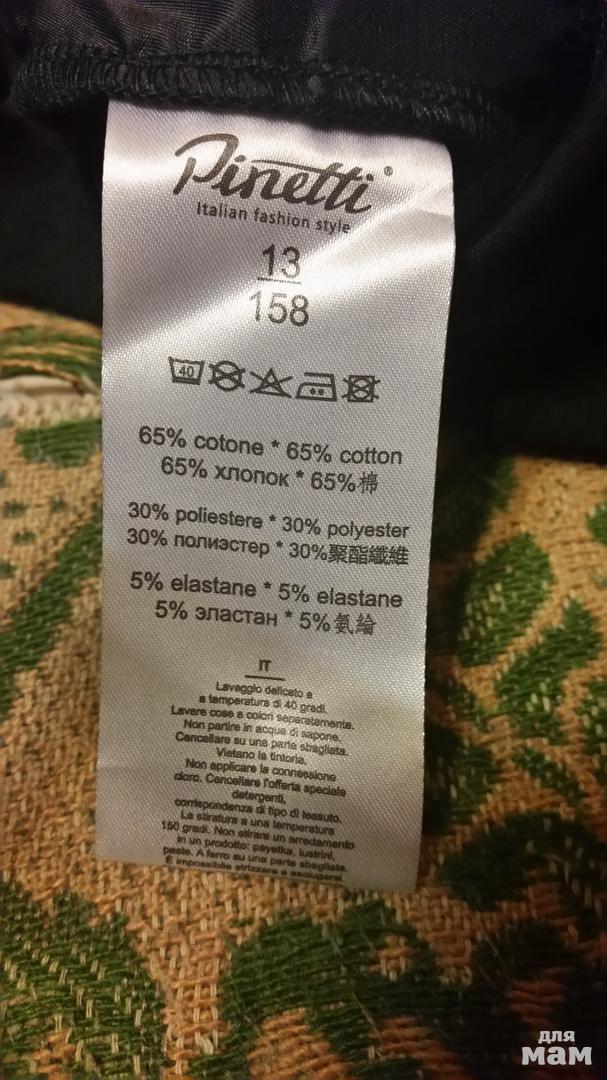 Pinetti®
Italian fashion style
13
158
40
65% cotone * 65% cotton
65% хлопок * 65%棉
30% poliestere * 30% polyester
30% полиэстер * 30%聚酯纖維
5% elastane * 5% elastane
5% эластан * 5%氨綸
IT
Lavaggio delicato a
a temperatura di 40 gradi.
Lavare cose a colori separatamente.
Non partire in acqua di sapone.
Cancellare su una parte sbagliata.
Vietano la tintoria.
Non applicare la connessione
cloro. Cancellare l'offerta speciale
detergenti,
corrispondenza di tipo di tessuto.
La stiratura a una temperatura
150 gradi. Non stirare un arredamento
in un prodotto: payetka, lustrini,
paste. A ferro su una parte sbagliata.
È impossibile strizzare e asciugarsi
для
мам